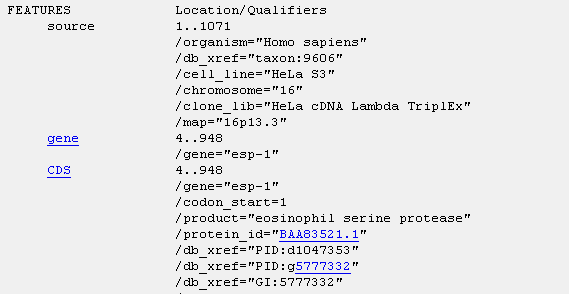 FEATURES Location/Qualifiers
source 1..1071
/organism="Homo sapiens"
/db_xref="taxon:9606"
/cell_line="HeLa S3"
/chromosome="16"
/clone_lib="HeLa cDNA Lambda TriplEx"
/map="16p13.3"
gene 4..948
/gene="esp-1"
CDS 4..948
/gene="esp-1"
/codon_start=1
/product="eosinophil serine protease"
/protein_id="BAA83521.1"
/db_xref="PID:d1047353"
/db_xref="PID:g5777332"
/db_xref="GI:5777332"